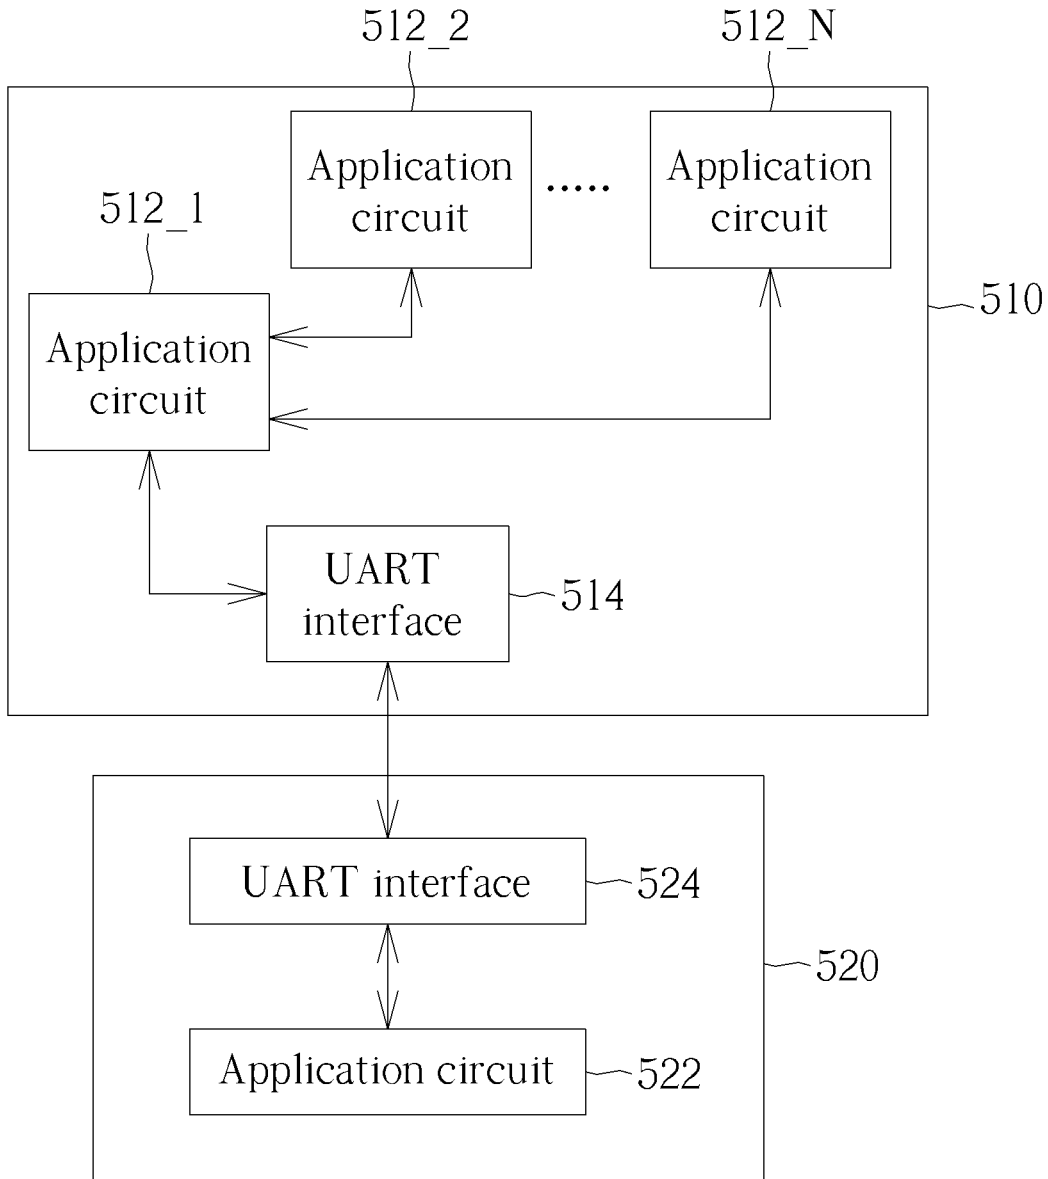 512_2
512_N
Application
circuit
.....
Application
circuit
512_1
510
Application
circuit
UART
interface
514
UART interface
524
520
Application circuit
522